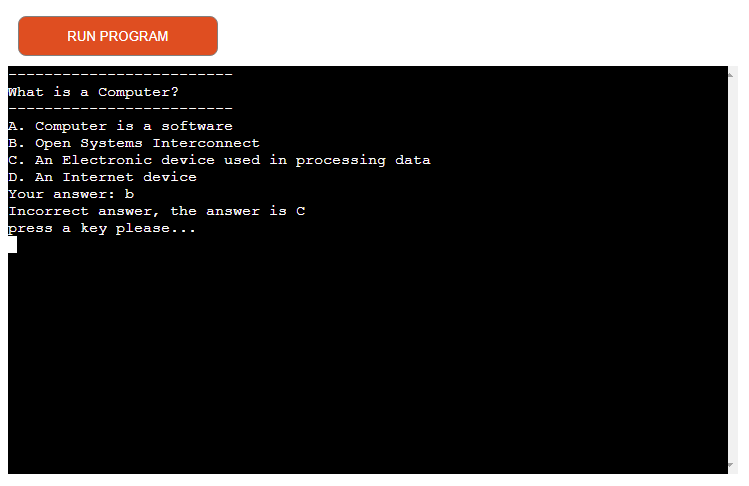 RUN PROGRAM
-------------------------
What is a Computer?
-------------------------
A. Computer is a software
B. Open Systems Interconnect
C. An Electronic device used in processing data
D. An Internet device
Your answer: b
Incorrect answer, the answer is C
press a key please...